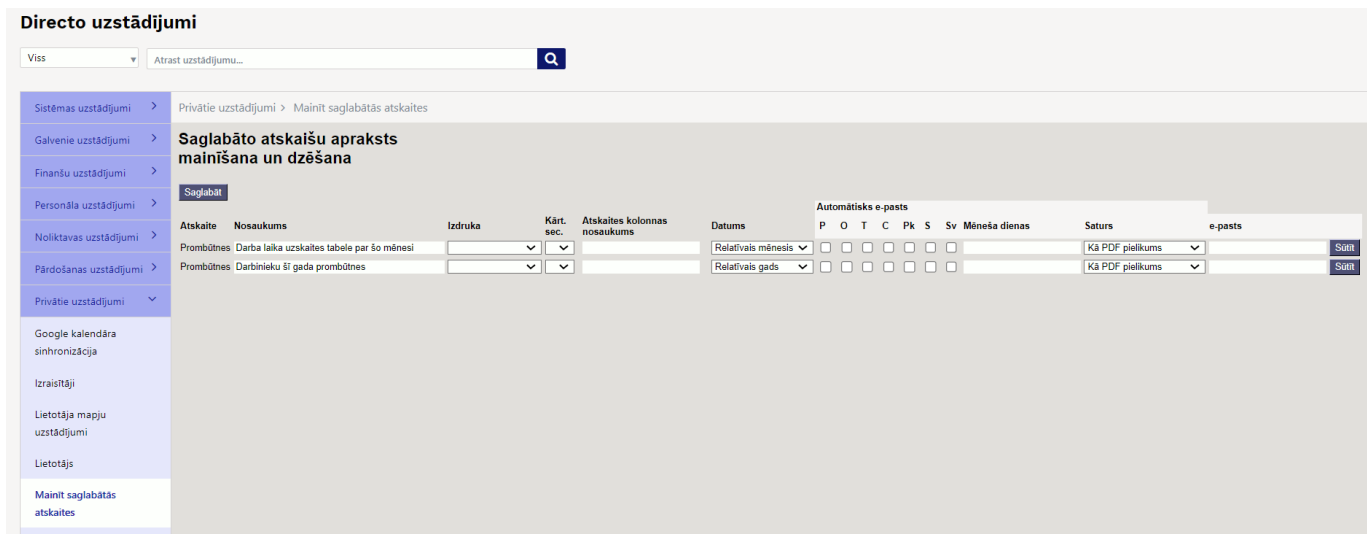 Directo uzstādījumi
Viss
Atrast uzstādījumu...
Sistēmas uzstādījumi
Galvenie uzstādījumi
Finanšu uzstādījumi
Personāla uzstādījumi
Noliktavas uzstādījumi
Pārdošanas uzstādījumi
Privātie uzstādījumi
Google kalendāra
sinhronizācija
Izraisītāji
Lietotāja mapju
uzstādījumi
Lietotājs
Mainīt saglabātās
atskaites
Privātie uzstādījumi > Mainīt saglabātās atskaites
Saglabāto atskaišu apraksts
mainīšana un dzēšana
Saglabāt
Automātisks e-pasts
Atskaite Nosaukums Izdruka Kārt. sec. Atskaites kolonnas nosaukums Datums P O T C Pk S Sv Mēneša dienas Saturs e-pasts
Prombūtnes Darba laika uzskaites tabele par šo mēnesi Relatīvais mēnesis Kā PDF pielikums Sūtīt
Prombūtnes Darbinieku šī gada prombūtnes Relatīvais gads Kā PDF pielikums Sūtīt